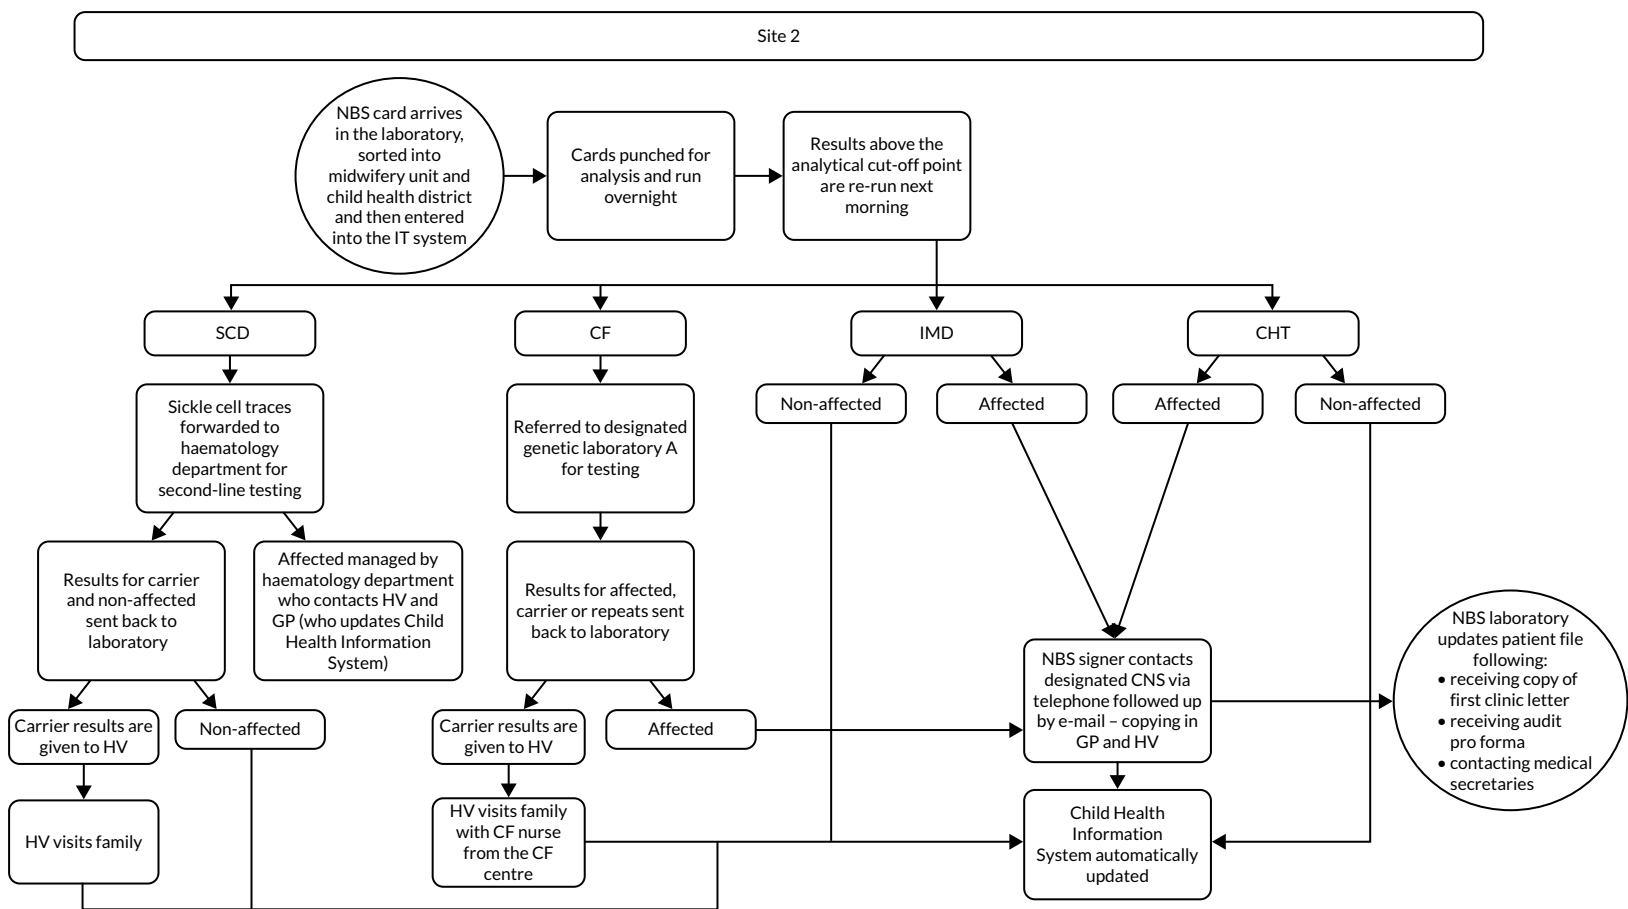 Site 2
NBS card arrives
in the laboratory,
sorted into
midwifery unit and
child health district
and then entered
into the IT system
Cards punched for
analysis and run
overnight
Results above the
analytical cut-off point
are re-run next
morning
SCD
CF
IMD
CHT
Non-affected
Affected
Affected
Non-affected
Sickle cell traces
forwarded to
haematology
department for
second-line testing
Referred to designated
genetic laboratory A
for testing
Results for carrier
and non-affected
sent back to
laboratory
Affected managed by
haematology department
who contacts HV and
GP (who updates Child
Health Information
System)
Results for affected,
carrier or repeats sent
back to laboratory
NBS signer contacts
designated CNS via
telephone followed up
by e-mail – copying in
GP and HV
NBS laboratory
updates patient file
following:
• receiving copy of
first clinic letter
• receiving audit
pro forma
• contacting medical
secretaries
Carrier results are
given to HV
Non-affected
Carrier results are
given to HV
Affected
HV visits family
HV visits family
with CF nurse
from the CF
centre
Child Health
Information
System automatically
updated